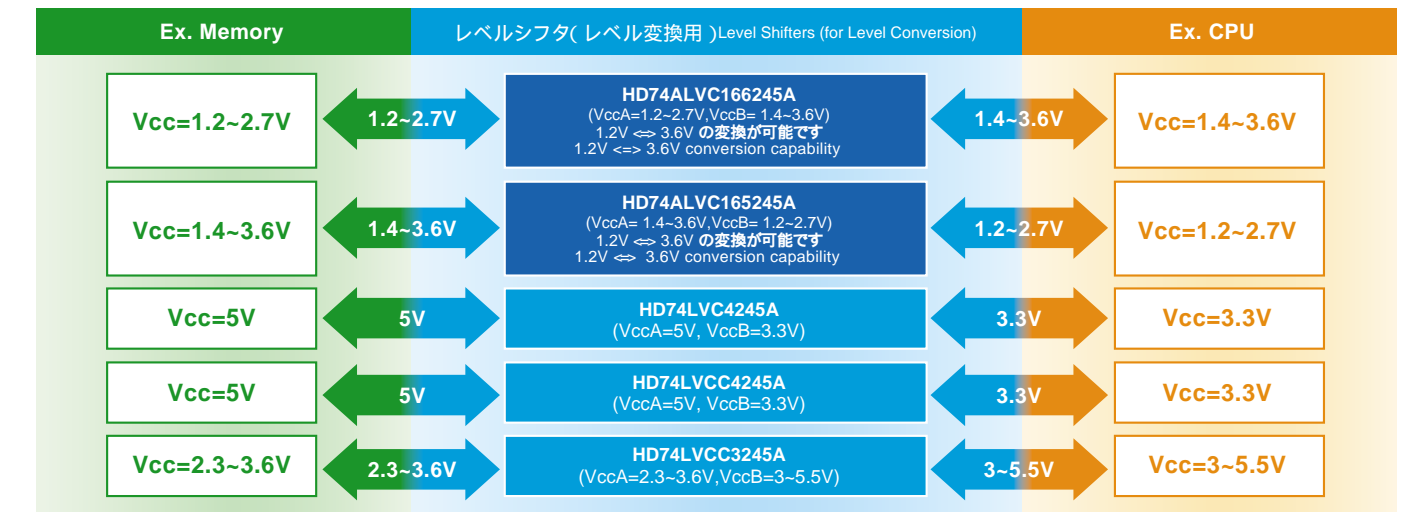 Ex. Memory
レベルシフタ( レベル変換用 )Level Shifters (for Level Conversion)
Ex. CPU
Vcc=1.2~2.7V
1.2~2.7V
HD74ALVC166245A
(VccA=1.2~2.7V,VccB= 1.4~3.6V)
1.2V ⇔ 3.6V の変換が可能です
1.2V <=> 3.6V conversion capability
1.4~3.6V
Vcc=1.4~3.6V
Vcc=1.4~3.6V
1.4~3.6V
HD74ALVC165245A
(VccA= 1.4~3.6V,VccB= 1.2~2.7V)
1.2V ⇔ 3.6V の変換が可能です
1.2V ⇔ 3.6V conversion capability
1.2~2.7V
Vcc=1.2~2.7V
Vcc=5V
5V
HD74LVC4245A
(VccA=5V, VccB=3.3V)
3.3V
Vcc=3.3V
Vcc=5V
5V
HD74LVCC4245A
(VccA=5V, VccB=3.3V)
3.3V
Vcc=3.3V
Vcc=2.3~3.6V
2.3~3.6V
HD74LVCC3245A
(VccA=2.3~3.6V,VccB=3~5.5V)
3~5.5V
Vcc=3~5.5V